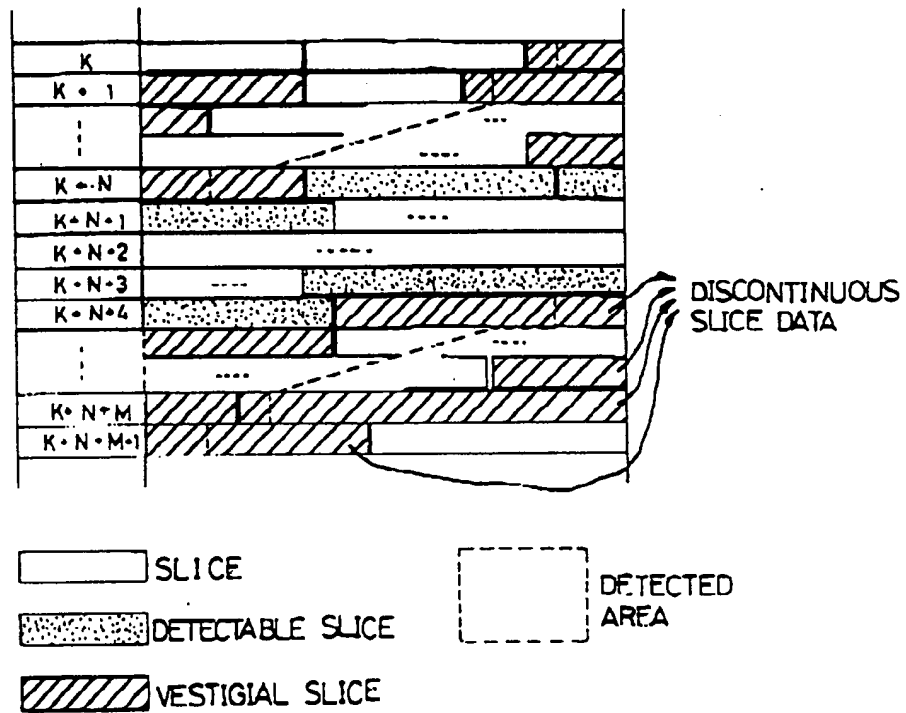 K
K + 1
K + N
K + N + 1
K + N + 2
K + N + 3
K + N + 4
K + N + M
K + N + M + 1
DISCONTINUOUS
SLICE DATA
SLICE
DETECTABLE SLICE
VESTIGIAL SLICE
DETECTED
AREA